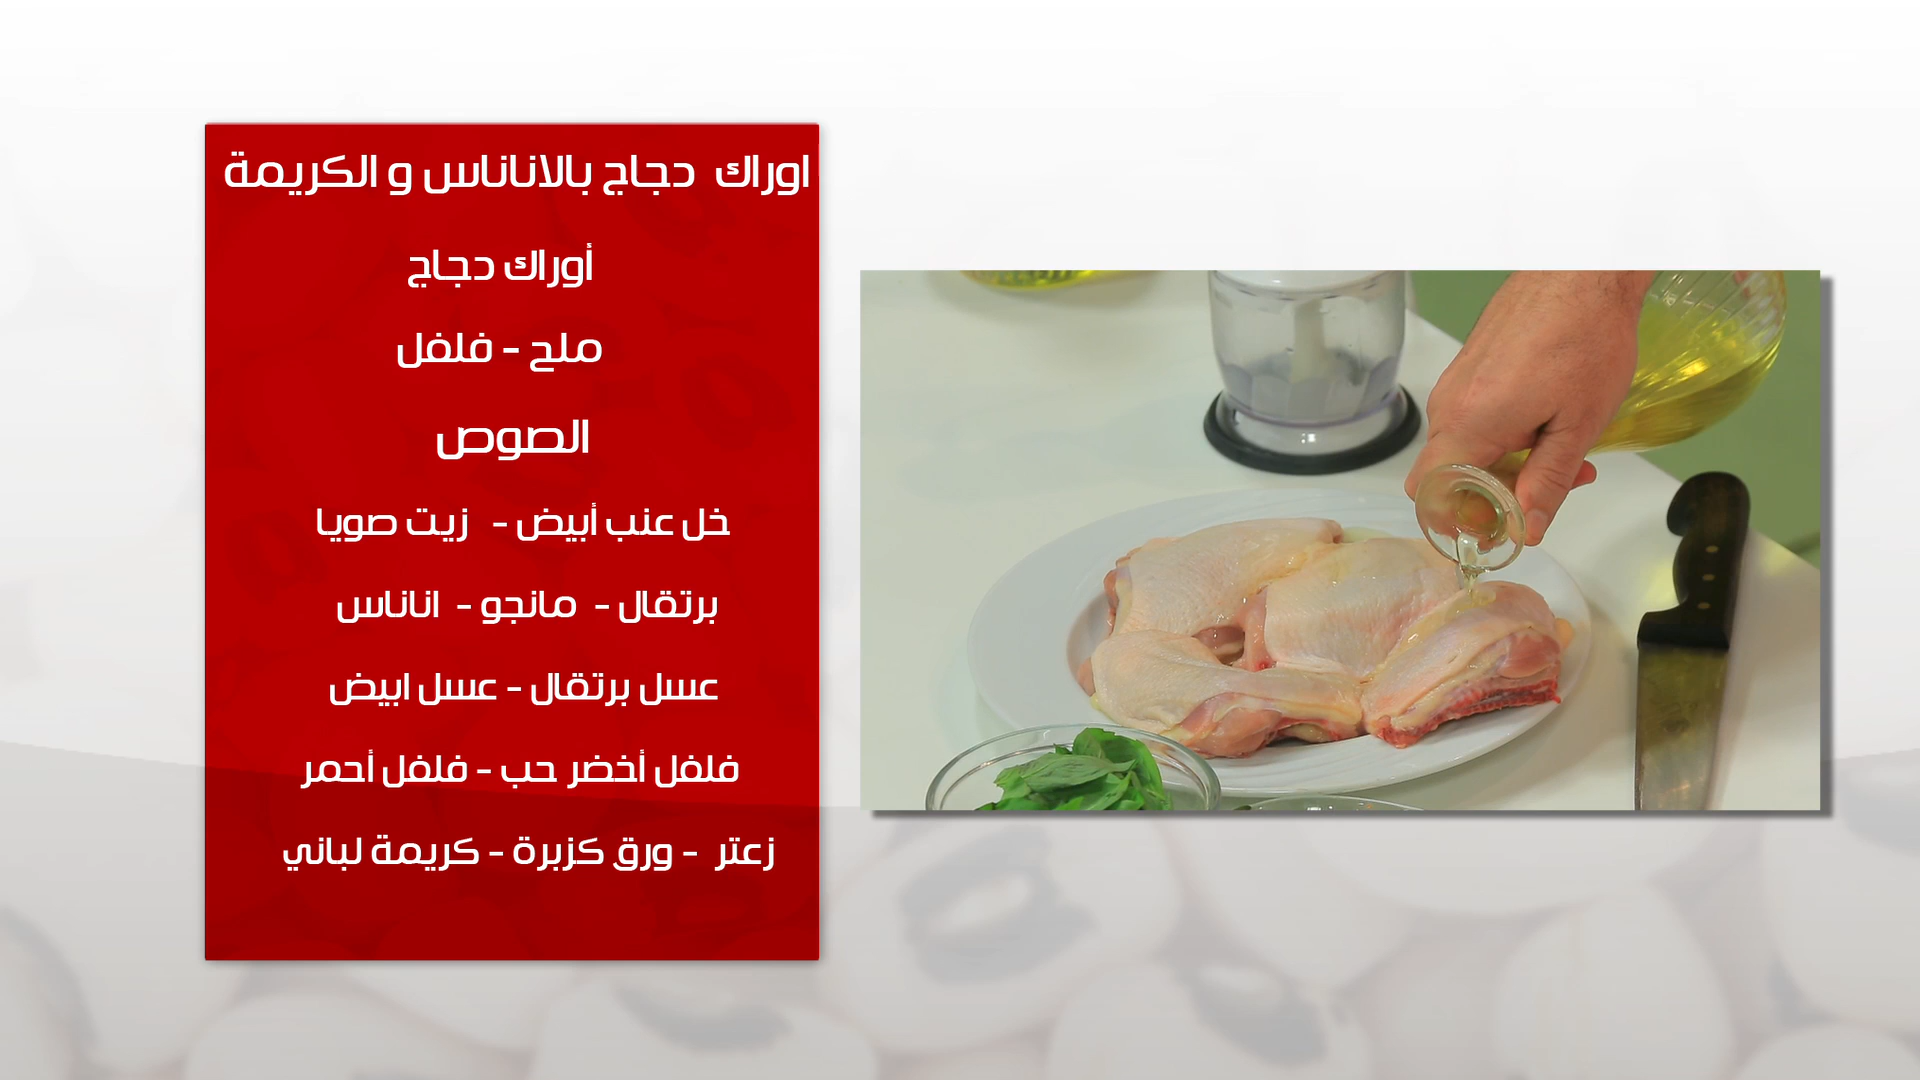 اوراك دجاج بالاناناس و الكريمة
أوراك دجاج
ملح - فلفل
الصوص
خل عنب أبيض - زيت صويا
برتقال - مانجو - اناناس
عسل برتقال - عسل ابيض
فلفل أخضر حب - فلفل أحمر
زعتر - ورق كزبرة - كريمة لباني